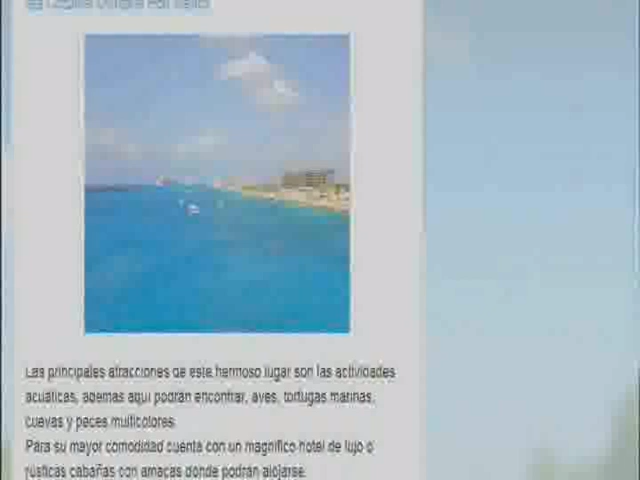 Las principales atracciones de este hermoso lugar son las actividades
acuaticas, ademas aqui podran encontrar, aves, tortugas marinas,
cuevas y peces multicolores.
Para su mayor comodidad cuenta con un magnifico hotel de lujo o
rusticas cabañas con amacas donde podran alojarse.